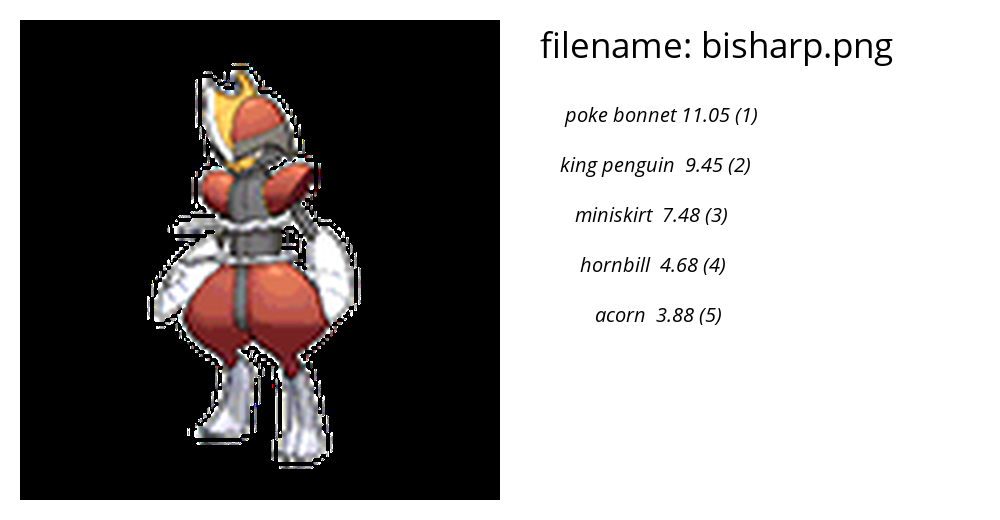 filename: bisharp.png
poke bonnet 11.05 (1)
king penguin 9.45 (2)
miniskirt 7.48 (3)
hornbill 4.68 (4)
acorn 3.88 (5)